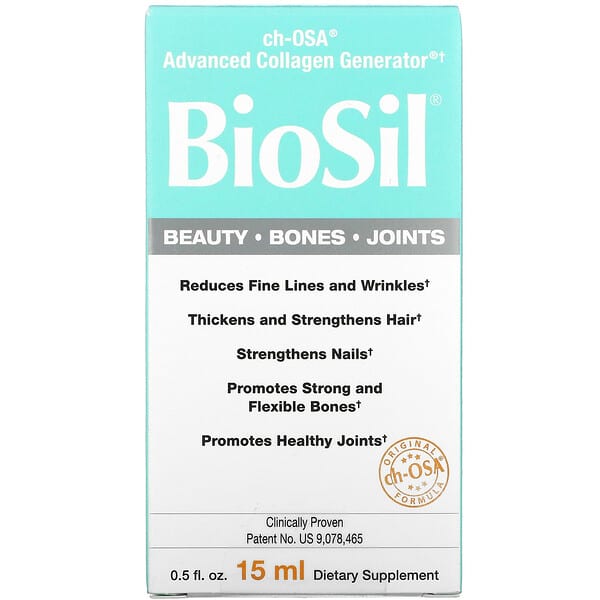 ch-OSA®
Advanced Collagen Generator®†
BioSil®
BEAUTY • BONES • JOINTS
Reduces Fine Lines and Wrinkles†
Thickens and Strengthens Hair†
Strengthens Nails†
Promotes Strong and
Flexible Bones†
Promotes Healthy Joints†
ORIGINAL
ch-OSA®
FORMULA
Clinically Proven
Patent No. US 9,078,465
0.5 fl. oz. 15 ml Dietary Supplement